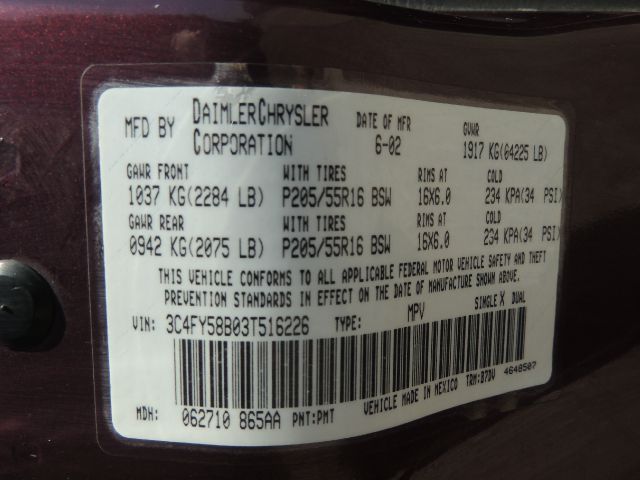 MFD BY DAIMLERCHRYSLER CORPORATION DATE OF MFR 6-02 GVWR 1917 KG(04225 LB)
GAWR FRONT WITH TIRES RIMS AT COLD
1037 KG(2284 LB) P205/55R16 BSW 16X6.0 234 KPA(34 PSI)
GAWR REAR WITH TIRES RIMS AT COLD
0942 KG(2075 LB) P205/55R16 BSW 16X6.0 234 KPA(34 PSI)
THIS VEHICLE CONFORMS TO ALL APPLICABLE FEDERAL MOTOR VEHICLE SAFETY AND THEFT
PREVENTION STANDARDS IN EFFECT ON THE DATE OF MANUFACTURE SHOWN ABOVE.
VIN: 3C4FY58B03T516226 TYPE: MPV SINGLE X DUAL
MDH: 062710 865AA PNT:PMT VEHICLE MADE IN MEXICO TRM:B7DV 4648507